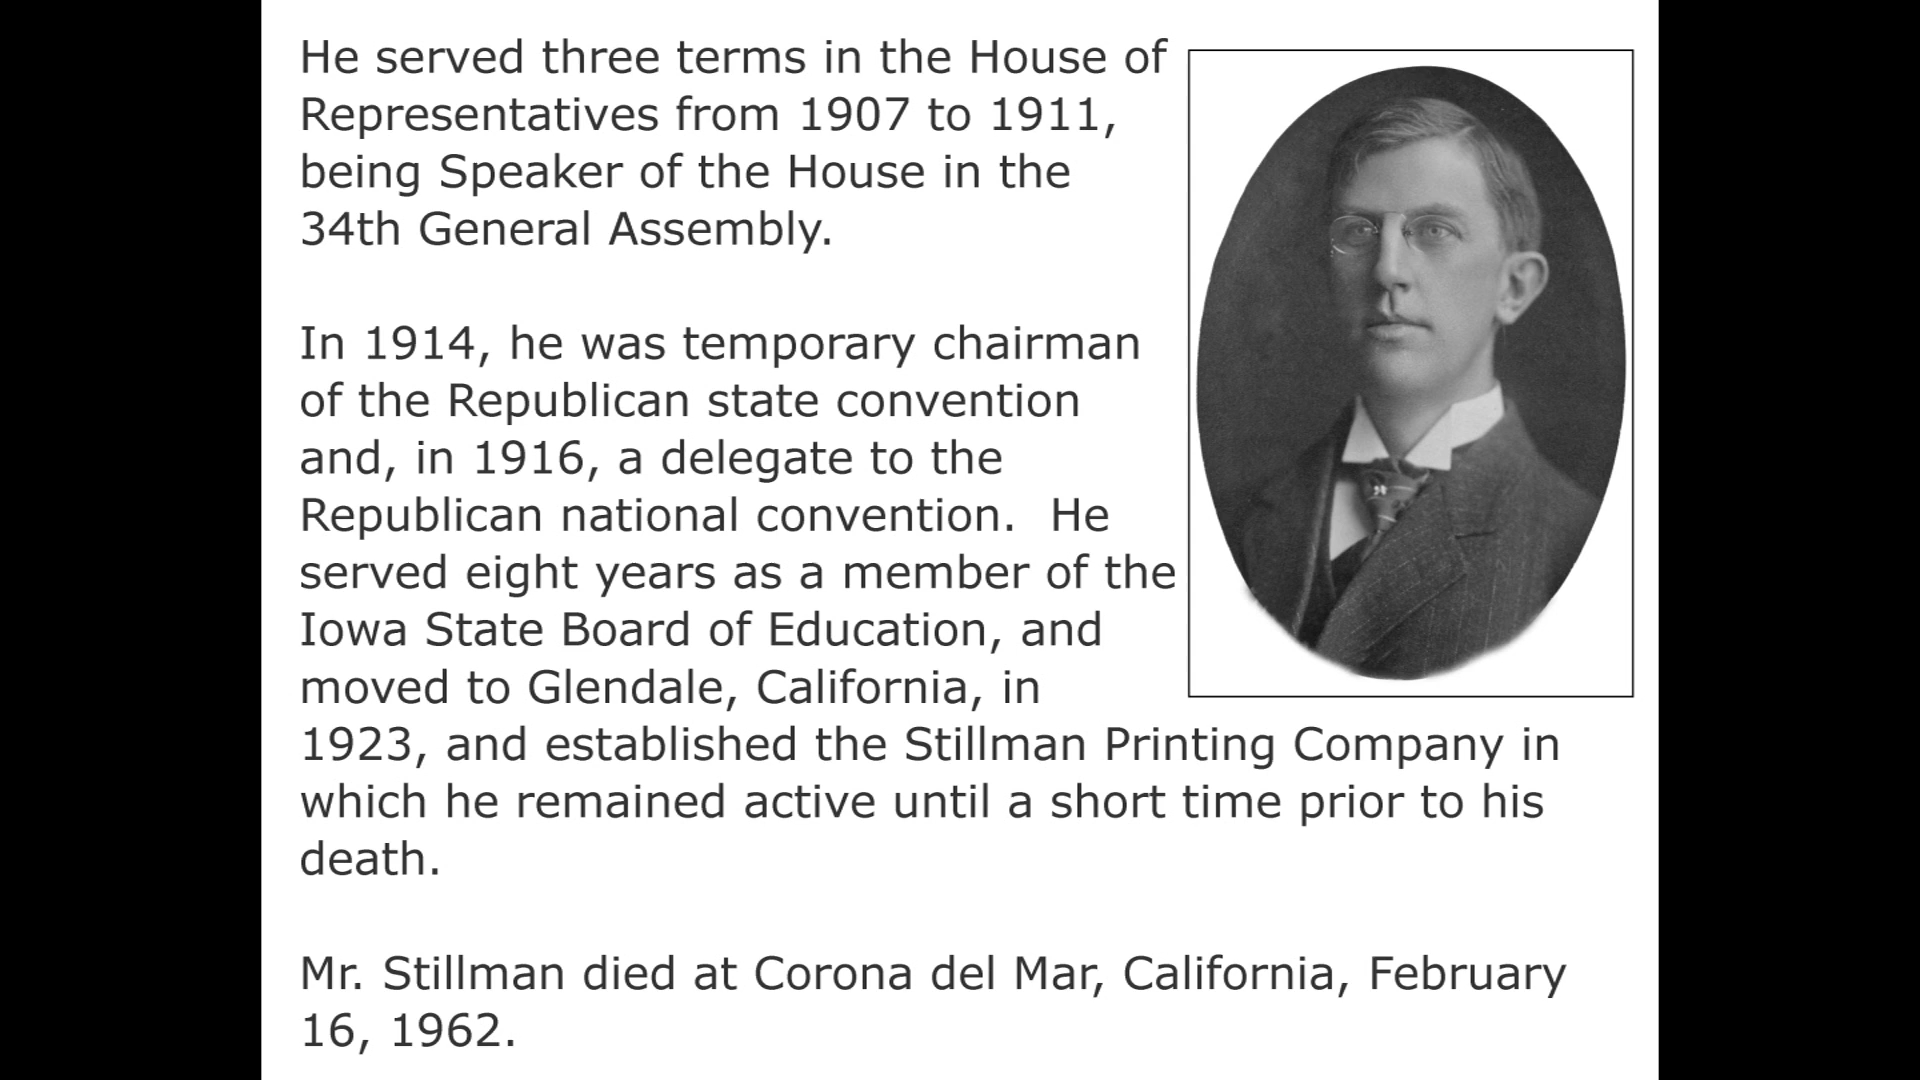 He served three terms in the House of
Representatives from 1907 to 1911,
being Speaker of the House in the
34th General Assembly.
In 1914, he was temporary chairman
of the Republican state convention
and, in 1916, a delegate to the
Republican national convention.  He
served eight years as a member of the
Iowa State Board of Education, and
moved to Glendale, California, in
1923, and established the Stillman Printing Company in
which he remained active until a short time prior to his
death.
Mr. Stillman died at Corona del Mar, California, February
16, 1962.